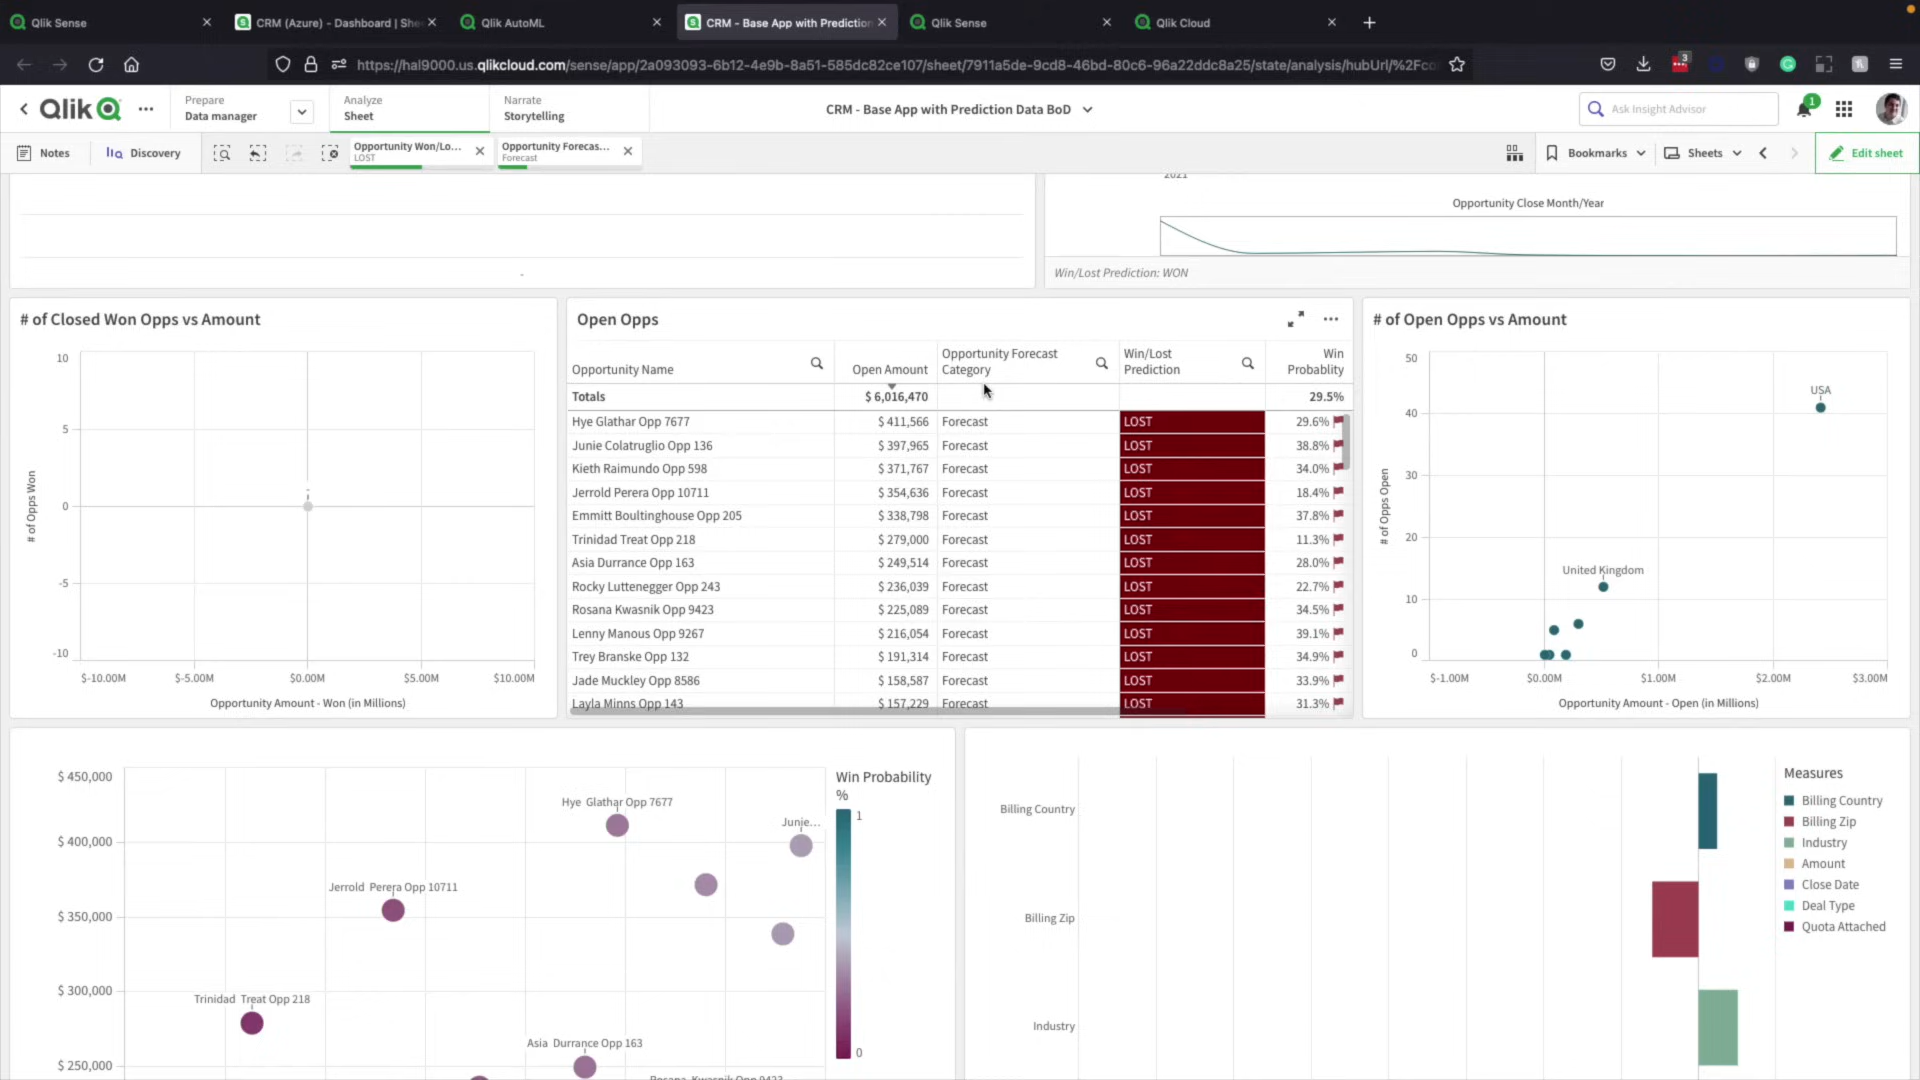 Qlik Sense
CRM (Azure) - Dashboard | She
Qlik AutoML
CRM - Base App with Prediction
Qlik Sense
Qlik Cloud
https://hal9000.us.qlikcloud.com/sense/app/2a093093-6b12-4e9b-8a51-585dc82ce107/sheet/7911a5de-9cd8-46bd-80c6-96a22ddc8a25/state/analysis/hubUrl/%2Fco
3
Qlik
Prepare
Data manager
Analyze
Sheet
Narrate
Storytelling
CRM - Base App with Prediction Data BoD
Ask Insight Advisor
1
Notes
Discovery
Opportunity Won/Lo...
LOST
Opportunity Forecas...
Forecast
Bookmarks
Sheets
Edit sheet
-
2021
Opportunity Close Month/Year
Win/Lost Prediction: WON
# of Closed Won Opps vs Amount
10
5
0
-5
-10
# of Opps Won
-
$-10.00M
$-5.00M
$0.00M
$5.00M
$10.00M
Opportunity Amount - Won (in Millions)
Open Opps
Opportunity Name
Open Amount
Opportunity Forecast Category
Win/Lost Prediction
Win Probablity
Totals $ 6,016,470 29.5%
Hye Glathar Opp 7677 $ 411,566 Forecast LOST 29.6%
Junie Colatruglio Opp 136 $ 397,965 Forecast LOST 38.8%
Kieth Raimundo Opp 598 $ 371,767 Forecast LOST 34.0%
Jerrold Perera Opp 10711 $ 354,636 Forecast LOST 18.4%
Emmitt Boultinghouse Opp 205 $ 338,798 Forecast LOST 37.8%
Trinidad Treat Opp 218 $ 279,000 Forecast LOST 11.3%
Asia Durrance Opp 163 $ 249,514 Forecast LOST 28.0%
Rocky Luttenegger Opp 243 $ 236,039 Forecast LOST 22.7%
Rosana Kwasnik Opp 9423 $ 225,089 Forecast LOST 34.5%
Lenny Manous Opp 9267 $ 216,054 Forecast LOST 39.1%
Trey Branske Opp 132 $ 191,314 Forecast LOST 34.9%
Jade Muckley Opp 8586 $ 158,587 Forecast LOST 33.9%
Layla Minns Opp 143 $ 157,229 Forecast LOST 31.3%
# of Open Opps vs Amount
50
40
30
20
10
0
# of Opps Open
USA
United Kingdom
$-1.00M
$0.00M
$1.00M
$2.00M
$3.00M
Opportunity Amount - Open (in Millions)
$ 450,000
$ 400,000
$ 350,000
$ 300,000
$ 250,000
Hye Glathar Opp 7677
Junie...
Jerrold Perera Opp 10711
Trinidad Treat Opp 218
Asia Durrance Opp 163
Rosana Kwasnik Opp 9423
Win Probability
%
1
0
Billing Country
Billing Zip
Industry
Measures
Billing Country
Billing Zip
Industry
Amount
Close Date
Deal Type
Quota Attached